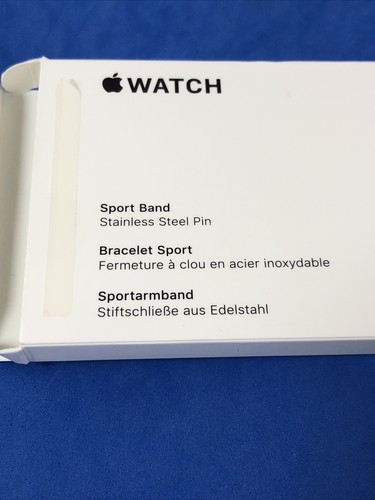 WATCH
Sport Band
Stainless Steel Pin
Bracelet Sport
Fermeture à clou en acier inoxydable
Sportarmband
Stiftschließe aus Edelstahl